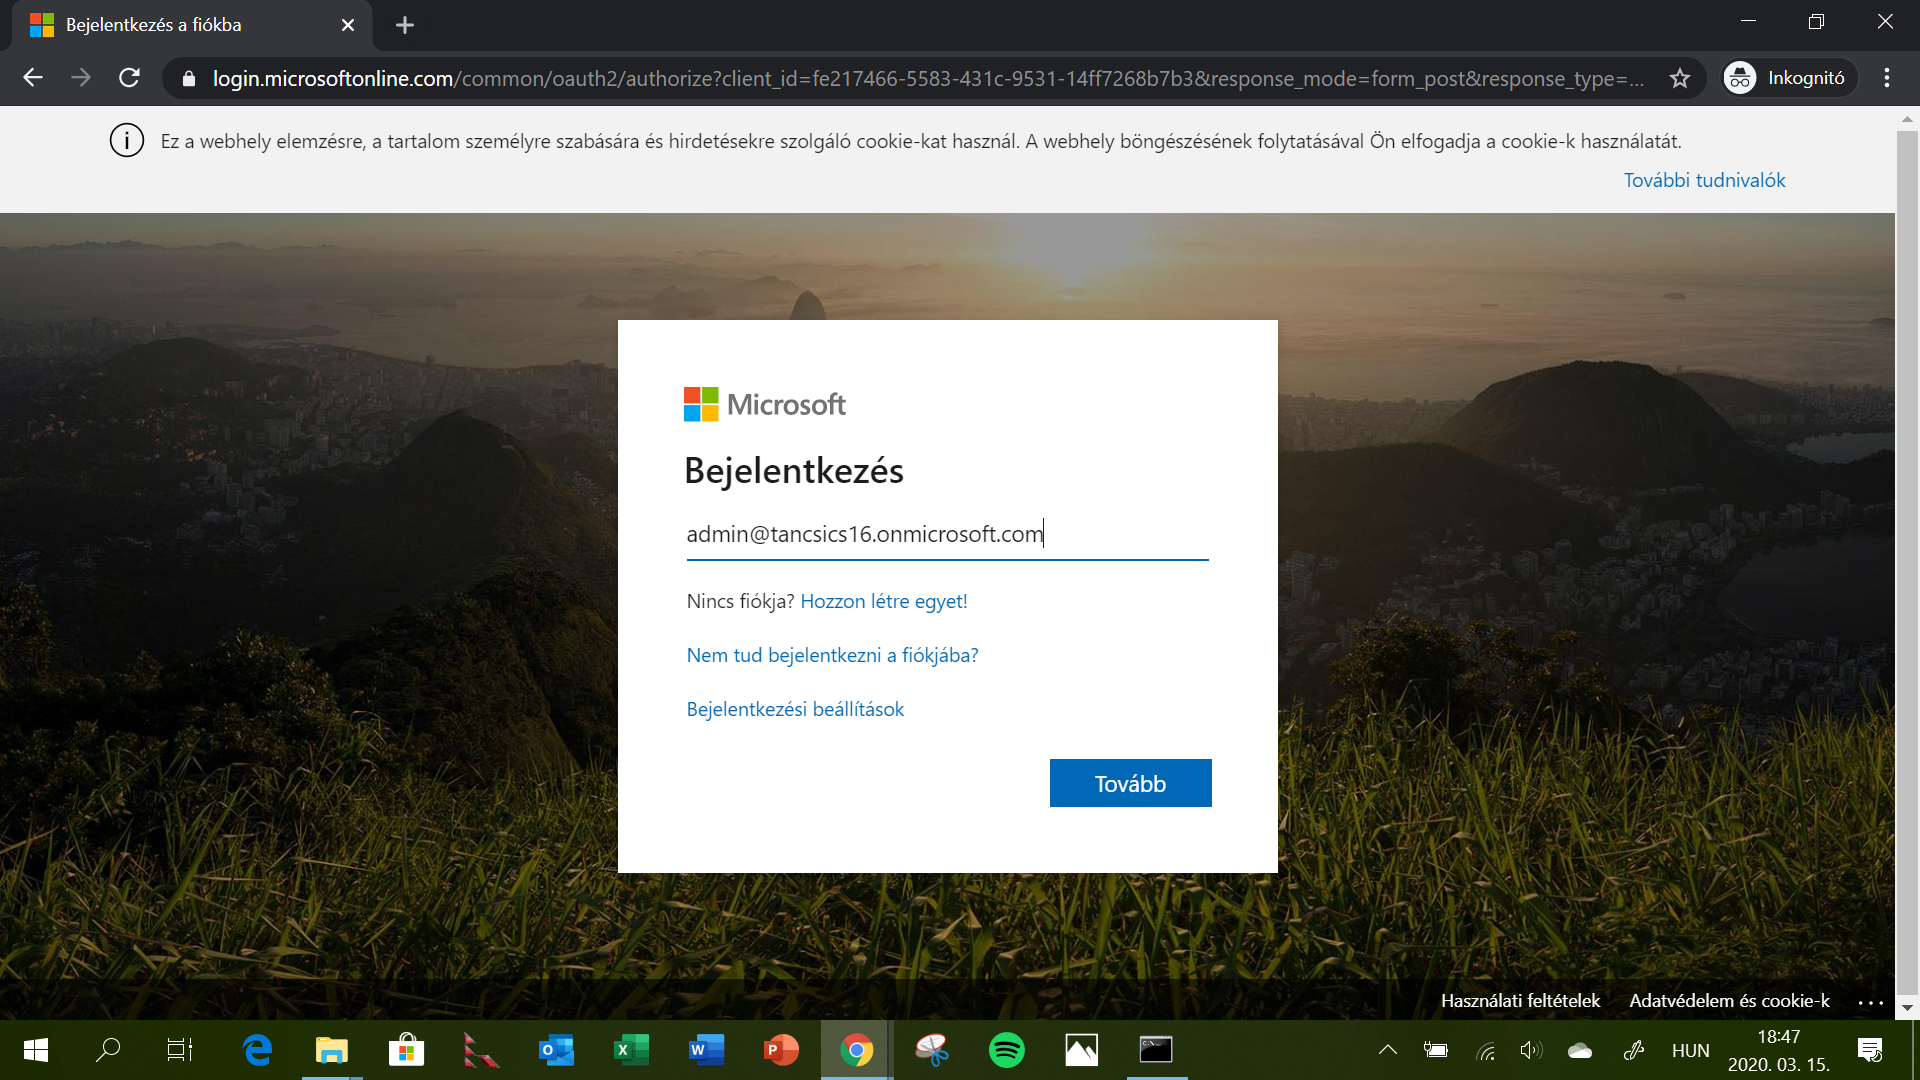 Bejelentkezés a fiókba
login.microsoftonline.com/common/oauth2/authorize?client_id=fe217466-5583-431c-9531-14ff7268b7b3&response_mode=form_post&response_type=...
Inkognitó
Ez a webhely elemzésre, a tartalom személyre szabására és hirdetésekre szolgáló cookie-kat használ. A webhely böngészésének folytatásával Ön elfogadja a cookie-k használatát.
További tudnivalók
Microsoft
Bejelentkezés
admin@tancsics16.onmicrosoft.com
Nincs fiókja? Hozzon létre egyet!
Nem tud bejelentkezni a fiókjába?
Bejelentkezési beállítások
Tovább
Használati feltételek Adatvédelem és cookie-k ...
HUN
18:47
2020. 03. 15.